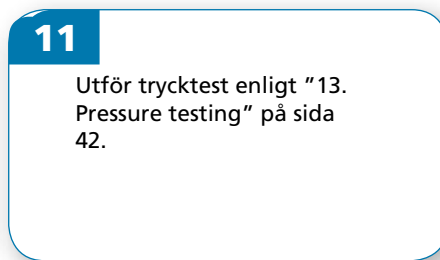 11
Utför trycktest enligt ”13.
Pressure testing” på sida
42.